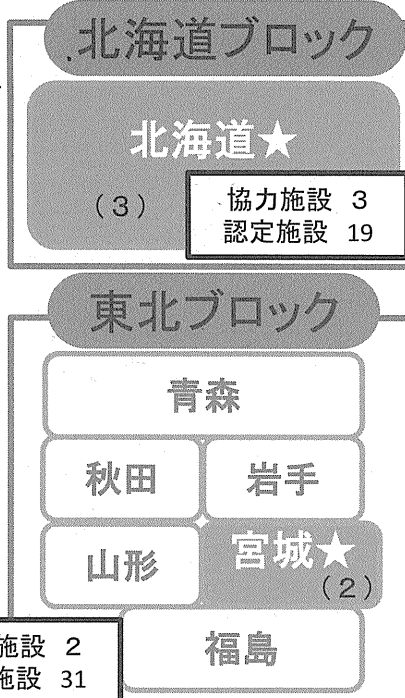 北海道ブロック
北海道★
(3)
協力施設 3
認定施設 19
東北ブロック
青森
秋田 岩手
山形 宮城★
(2)
福島
施設 2
施設 31